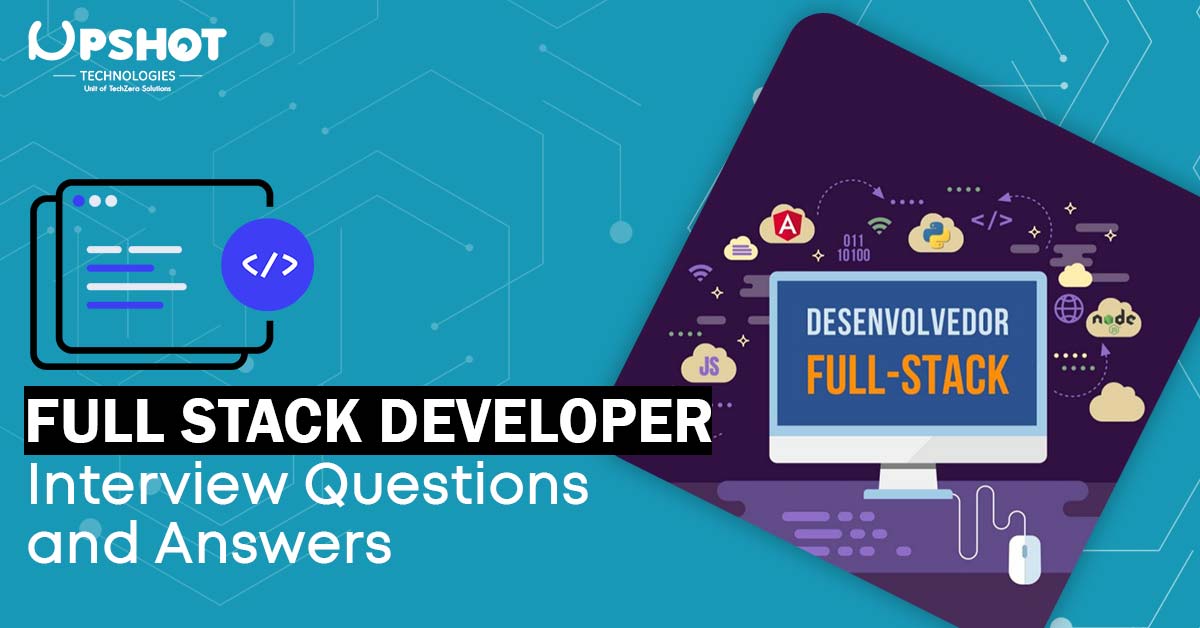 UPSHOT
TECHNOLOGIES
Unit of TechZero Solutions
</>
FULL STACK DEVELOPER
Interview Questions
and Answers
A
011
10100
</>
node
JS
JS
DESENVOLVEDOR
FULL-STACK